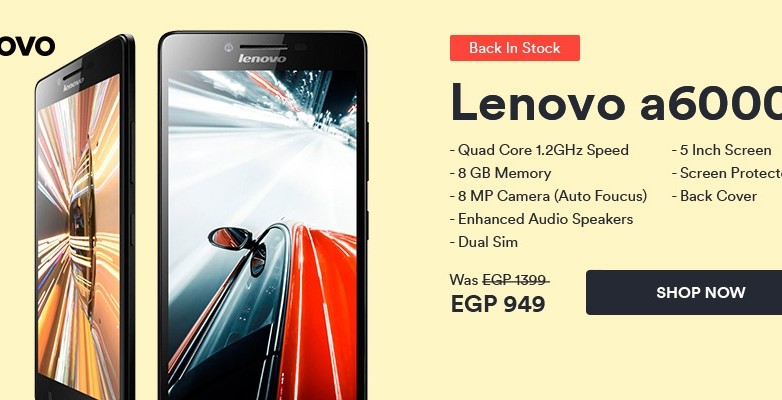 ovo
lenovo
lenovo
Back In Stock
Lenovo a6000
- Quad Core 1.2GHz Speed
- 8 GB Memory
- 8 MP Camera (Auto Foucus)
- Enhanced Audio Speakers
- Dual Sim
- 5 Inch Screen
- Screen Protect
- Back Cover
Was EGP 1399
EGP 949
SHOP NOW